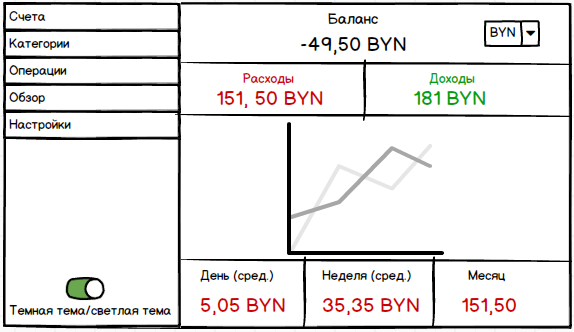 Счета
Категории
Операции
Обзор
Настройки
Темная тема/светлая тема
Баланс
-49,50 BYN
BYN
Расходы
151, 50 BYN
Доходы
181 BYN
День (сред.)
5,05 BYN
Неделя (сред.)
35,35 BYN
Месяц
151,50